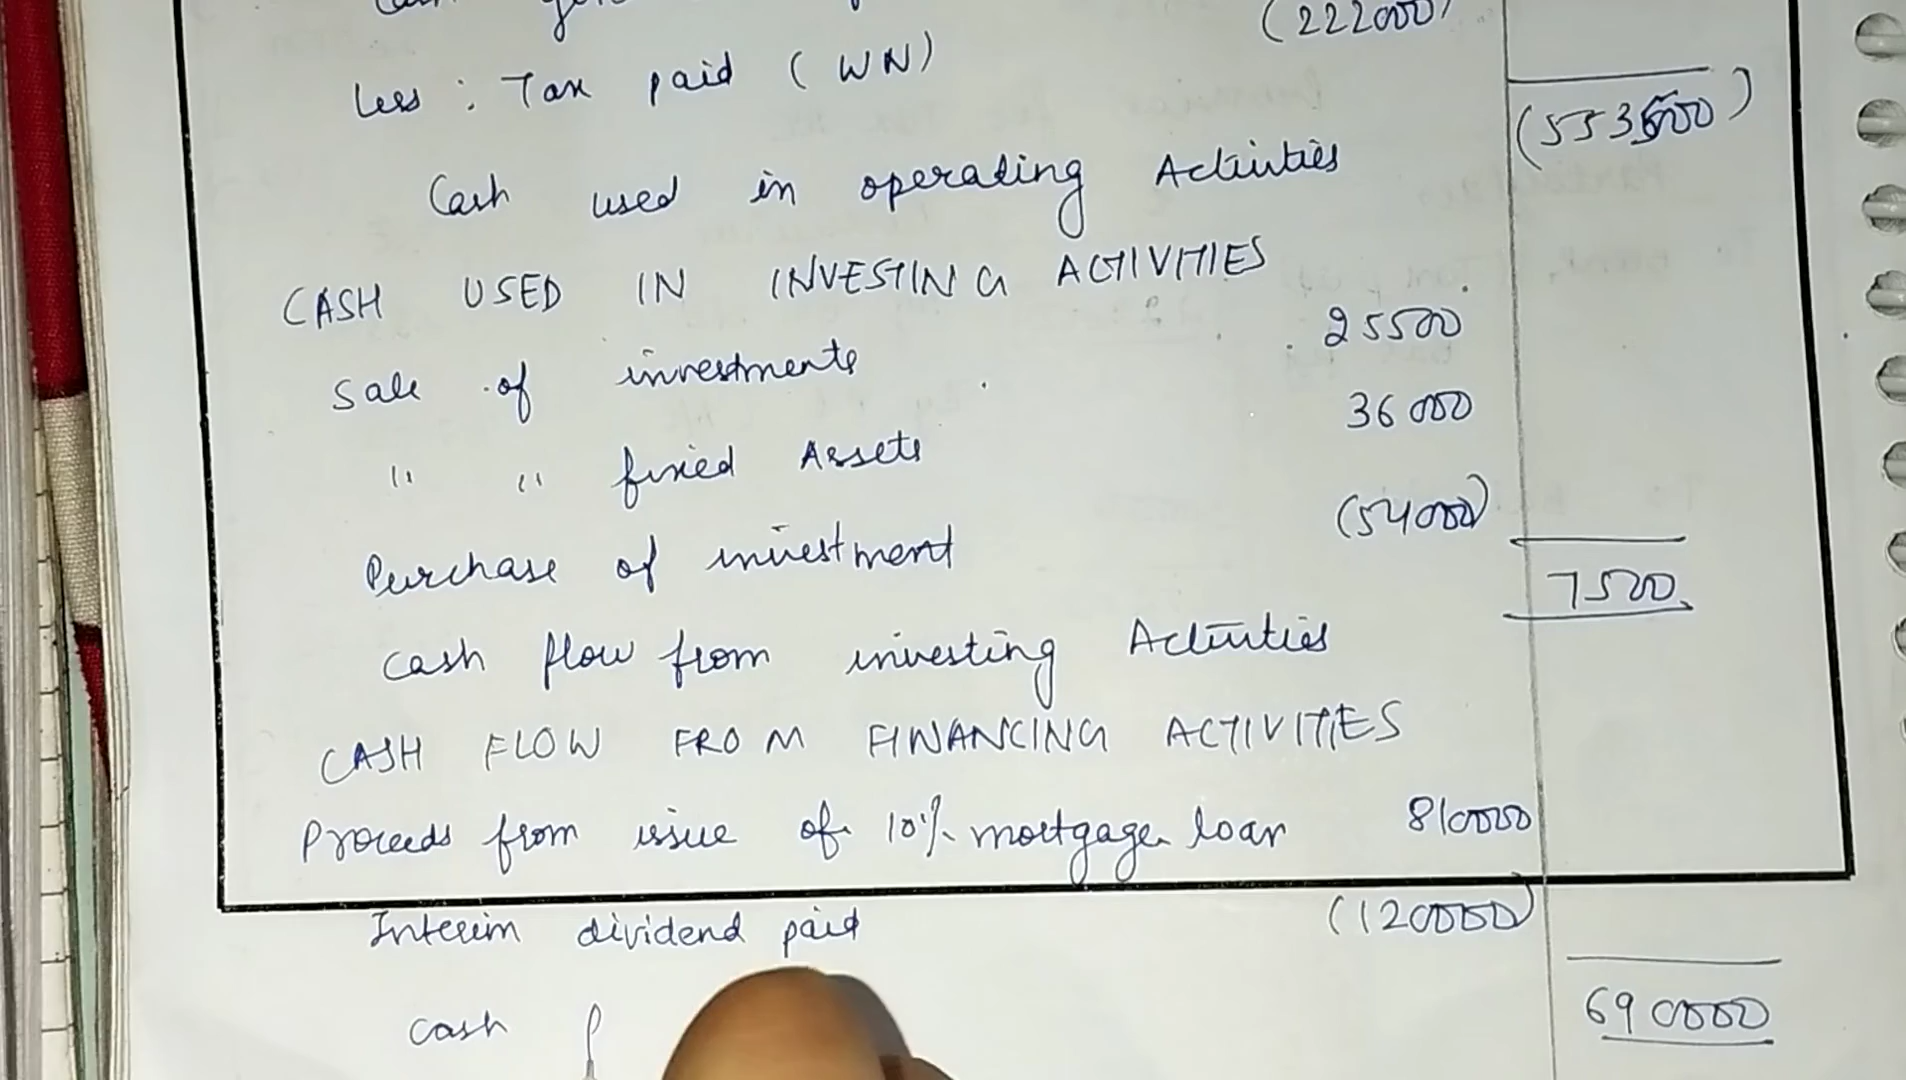 (222000)
Less : Tax paid (WN)
(553500)
Cash used in operating Activities
CASH USED IN INVESTING ACTIVITIES
Sale of investments 25500
" " fixed Assets 36000
Purchase of investment (54000)
7500
Cash flow from investing Activities
CASH FLOW FROM FINANCING ACTIVITIES
Proceeds from issue of 10% mortgage loan 810000
Interim dividend paid (120000)
690000
Cash f